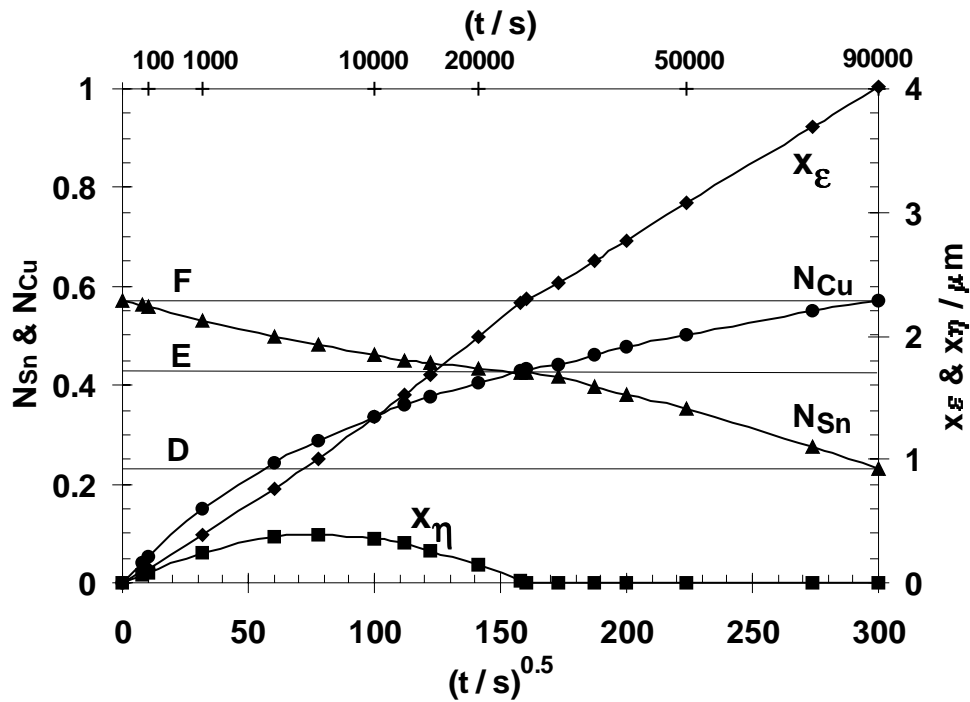 (t / s)
100 1000 10000 20000 50000 90000
1 4
xε
0.8
3
F NCu
0.6
2
E
0.4
NSn
D
1
0.2
xη
0 0
0 50 100 150 200 250 300
(t / s)0.5
NSn & NCu
xε & xη / μm